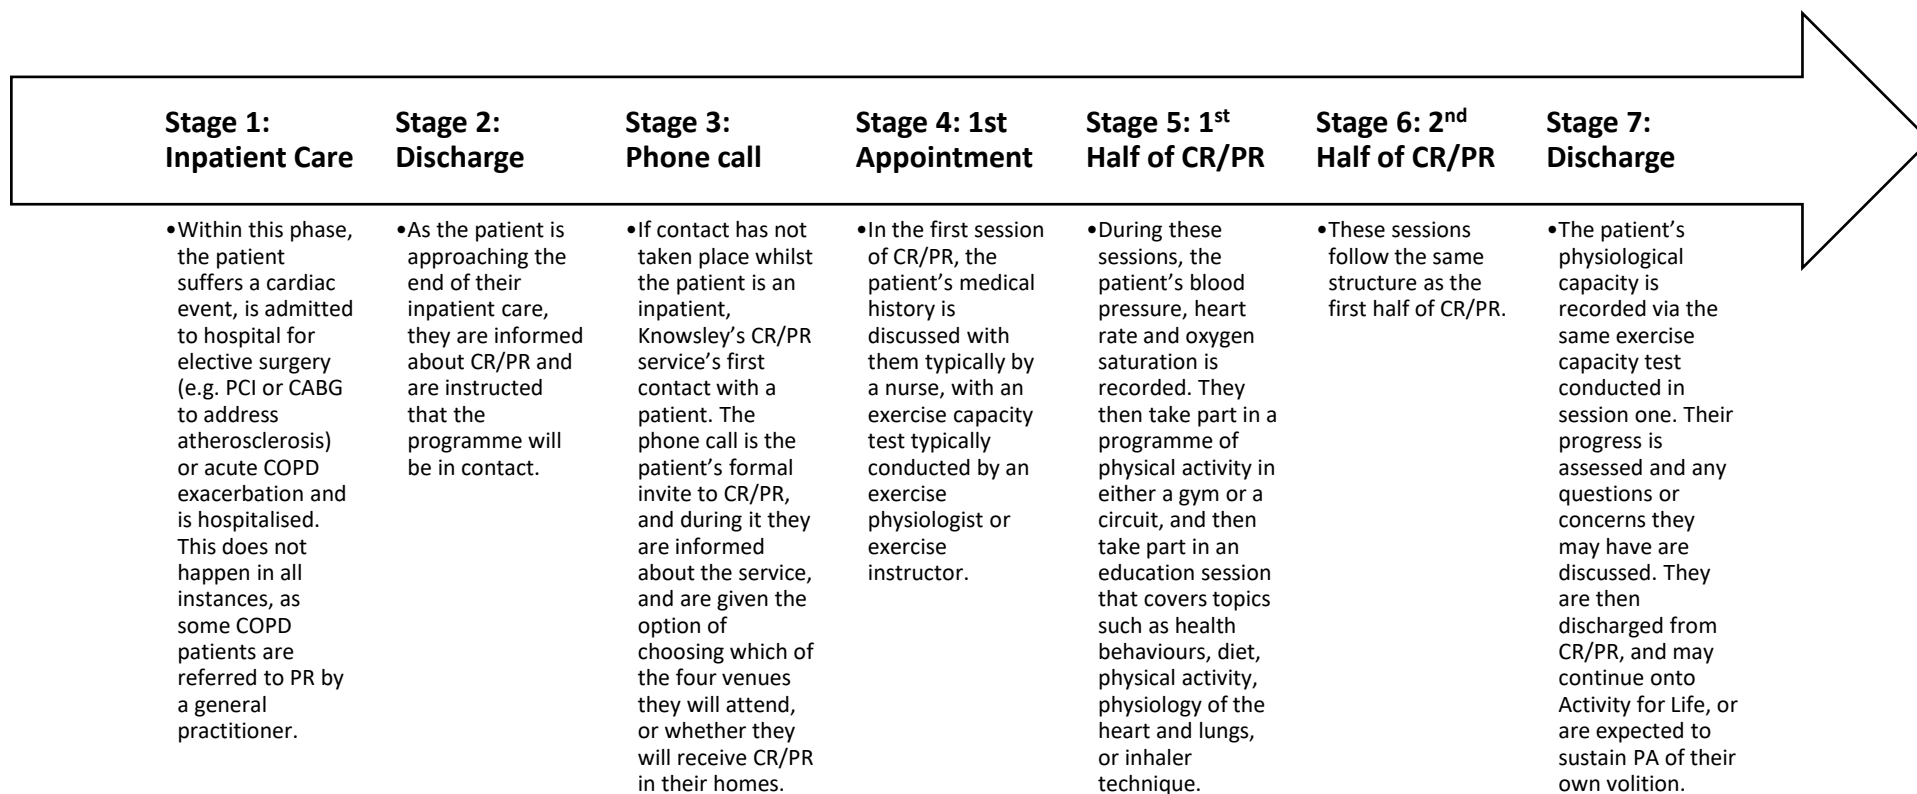 Stage 1:
Inpatient Care
•Within this phase,
the patient
suffers a cardiac
event, is admitted
to hospital for
elective surgery
(e.g. PCI or CABG
to address
atherosclerosis)
or acute COPD
exacerbation and
is hospitalised.
This does not
happen in all
instances, as
some COPD
patients are
referred to PR by
a general
practitioner.
Stage 2:
Discharge
•As the patient is
approaching the
end of their
inpatient care,
they are informed
about CR/PR and
are instructed
that the
programme will
be in contact.
Stage 3:
Phone call
•If contact has not
taken place whilst
the patient is an
inpatient,
Knowsley's CR/PR
service's first
contact with a
patient. The
phone call is the
patient's formal
invite to CR/PR,
and during it they
are informed
about the service,
and are given the
option of
choosing which of
the four venues
they will attend,
or whether they
will receive CR/PR
in their homes.
Stage 4: 1st
Appointment
•In the first session
of CR/PR, the
patient's medical
history is
discussed with
them typically by
a nurse, with an
exercise capacity
test typically
conducted by an
exercise
physiologist or
exercise
instructor.
Stage 5: 1st
Half of CR/PR
•During these
sessions, the
patient's blood
pressure, heart
rate and oxygen
saturation is
recorded. They
then take part in a
programme of
physical activity in
either a gym or a
circuit, and then
take part in an
education session
that covers topics
such as health
behaviours, diet,
physical activity,
physiology of the
heart and lungs,
or inhaler
technique.
Stage 6: 2nd
Half of CR/PR
•These sessions
follow the same
structure as the
first half of CR/PR.
Stage 7:
Discharge
•The patient's
physiological
capacity is
recorded via the
same exercise
capacity test
conducted in
session one. Their
progress is
assessed and any
questions or
concerns they
may have are
discussed. They
are then
discharged from
CR/PR, and may
continue onto
Activity for Life, or
are expected to
sustain PA of their
own volition.